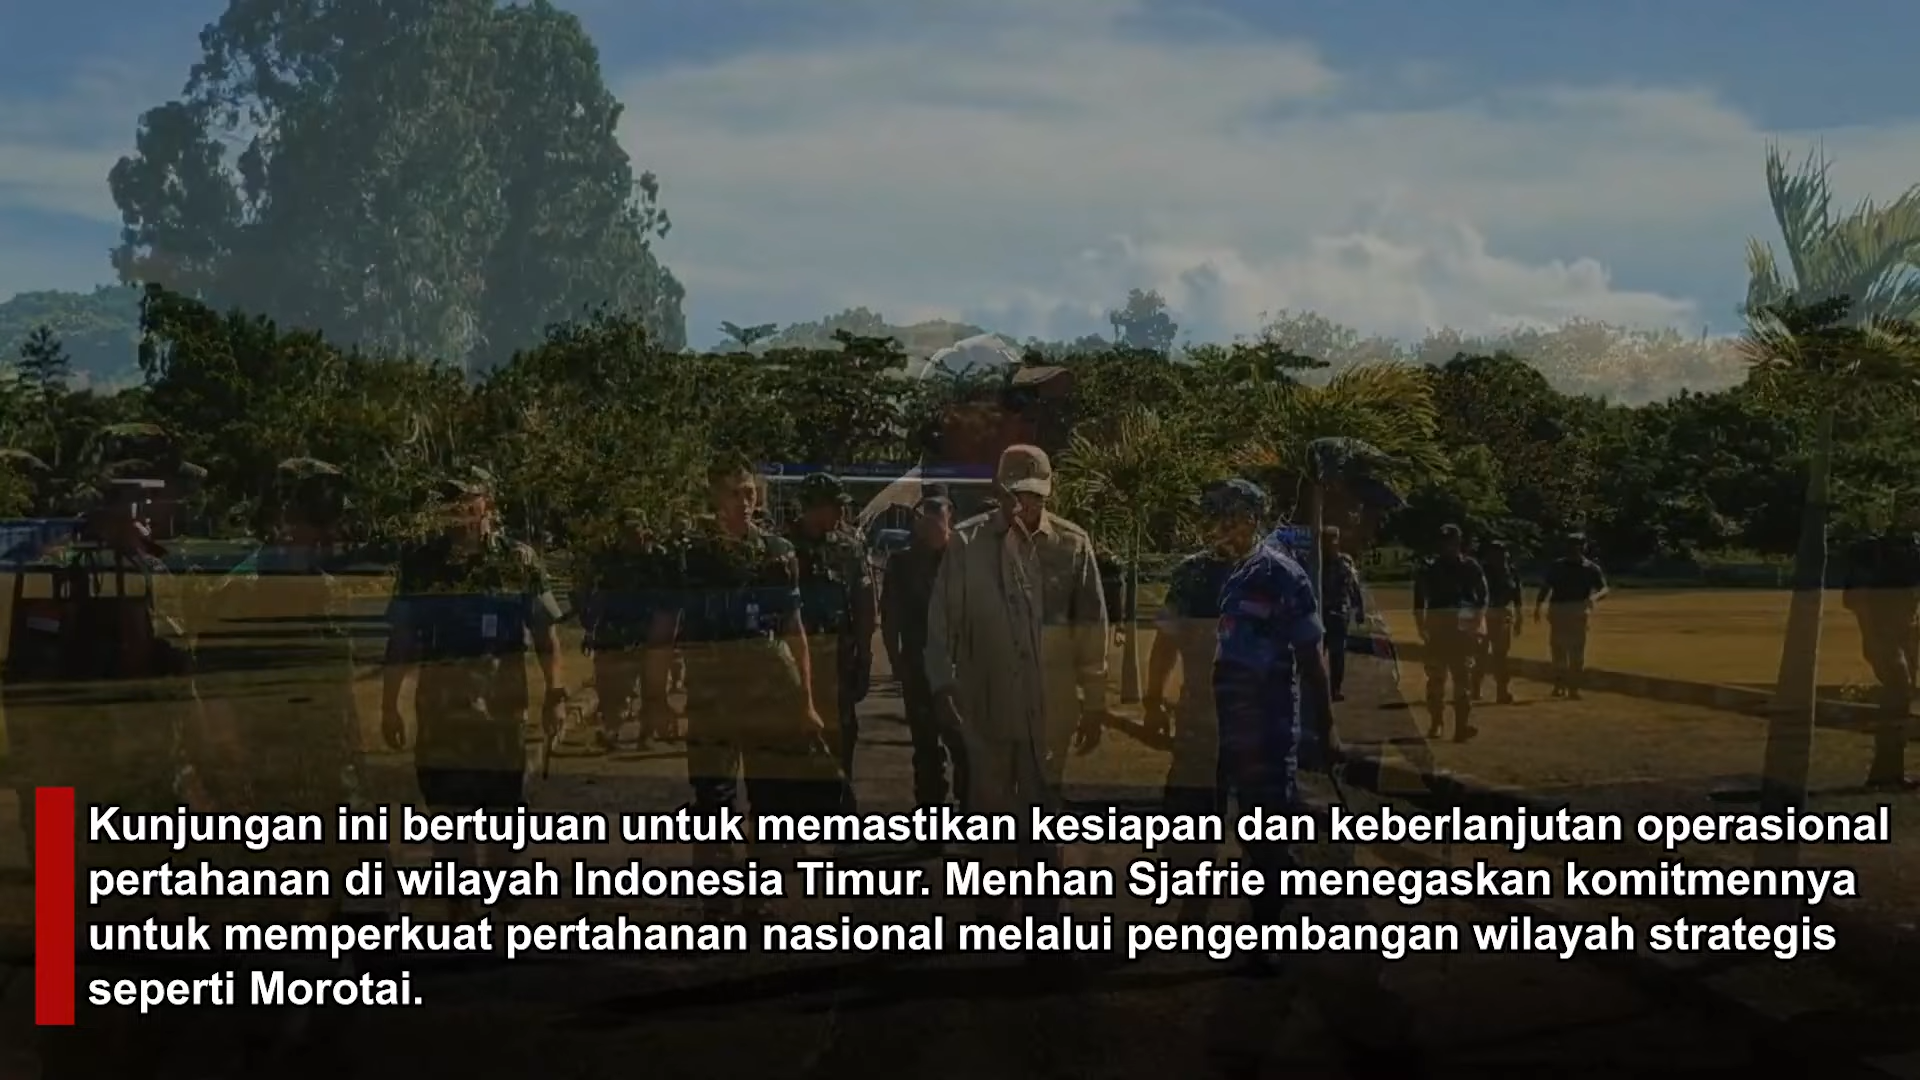 Kunjungan ini bertujuan untuk memastikan kesiapan dan keberlanjutan operasional
pertahanan di wilayah Indonesia Timur. Menhan Sjafrie menegaskan komitmennya
untuk memperkuat pertahanan nasional melalui pengembangan wilayah strategis
seperti Morotai.